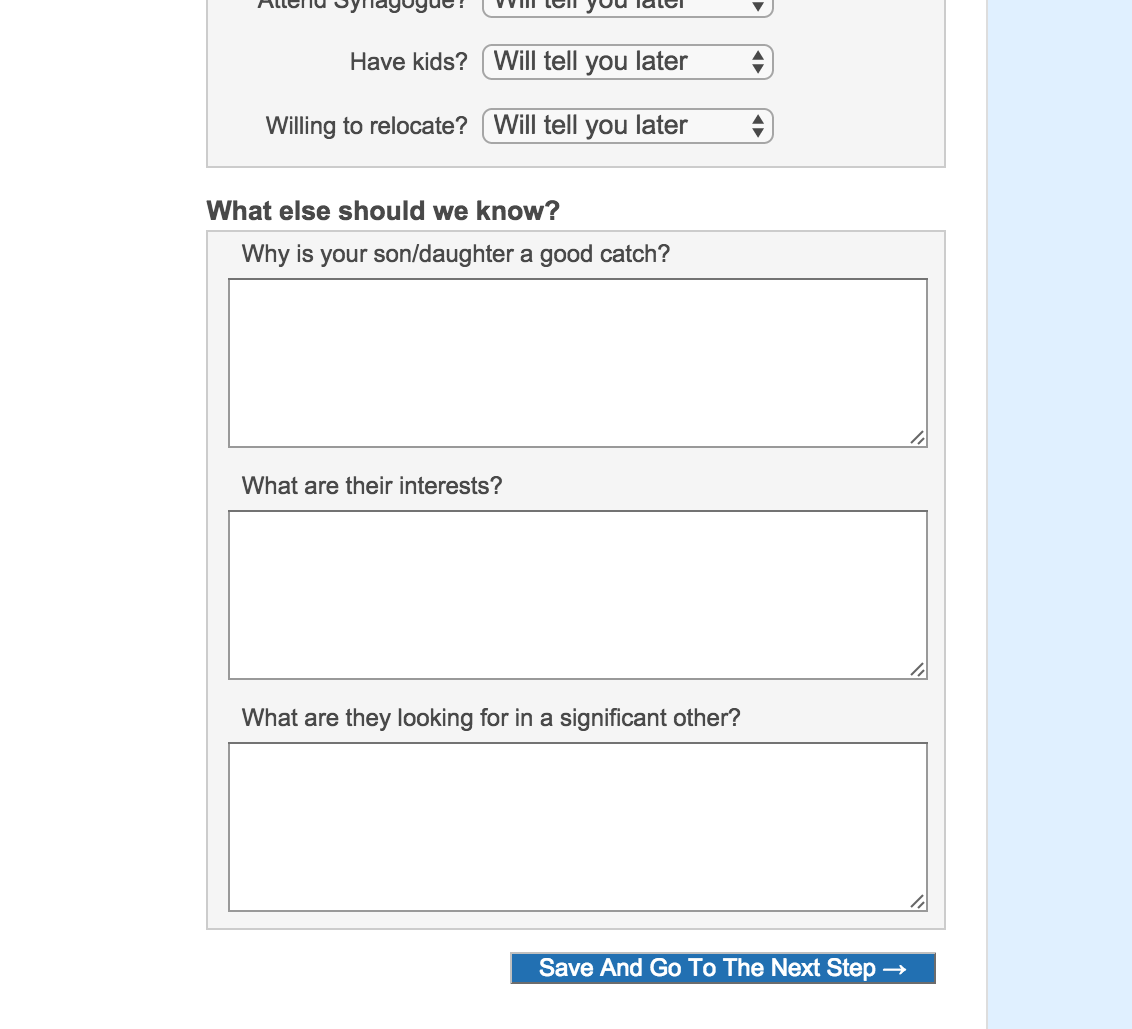 Attend Synagogue? Will tell you later
Have kids? Will tell you later
Willing to relocate? Will tell you later
What else should we know?
Why is your son/daughter a good catch?
What are their interests?
What are they looking for in a significant other?
Save And Go To The Next Step →